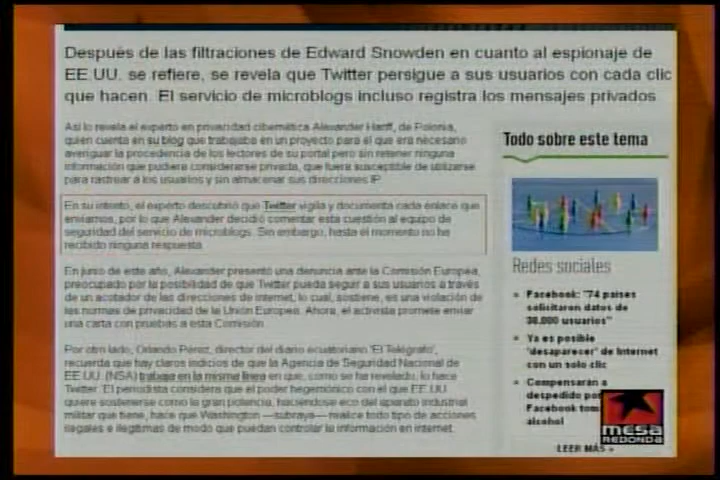 Después de las filtraciones de Edward Snowden en cuanto al espionaje de
EE.UU. se refiere, se revela que Twitter persigue a sus usuarios con cada clic
que hacen. El servicio de microblogs incluso registra los mensajes privados
Así lo revela el experto en privacidad cibernética Alexander Hanff, de Polonia,
quien cuenta en su blog que trabajaba en un proyecto para el que era necesario
averiguar la procedencia de los lectores de su portal pero sin retener ninguna
información que pudiera considerarse privada, que fuera susceptible de utilizarse
para rastrear a los usuarios y sin almacenar sus direcciones IP.
En su intento, el experto descubrió que Twitter vigila y documenta cada enlace que
enviamos, por lo que Alexander decidió comentar esta cuestión al equipo de
seguridad del servicio de microblogs. Sin embargo, hasta el momento no ha
recibido ninguna respuesta.
En junio de este año, Alexander presentó una denuncia ante la Comisión Europea,
preocupado por la posibilidad de que Twitter pueda seguir a sus usuarios a través
de un acotador de las direcciones de internet, lo cual, sostiene, es una violación de
las normas de privacidad de la Unión Europea. Ahora, el activista promete enviar
una carta con pruebas a esta Comisión.
Por otro lado, Orlando Pérez, director del diario ecuatoriano 'El Telégrafo',
recuerda que hay claros indicios de que la Agencia de Seguridad Nacional de
EE.UU. (NSA) trabaja en la misma línea en que, como se ha revelado, lo hace
Twitter. El periodista considera que el poder hegemónico con el que EE.UU.
quiere sostenerse como la gran potencia, haciéndose eco del aparato industrial
militar que tiene, hace que Washington —subraya— realice todo tipo de acciones
ilegales e ilegítimas de modo que puedan controlar la información en internet.
Todo sobre este tema
Redes sociales
Facebook: "74 países
solicitaron datos de
38.000 usuarios"
Ya es posible
'desaparecer' de Internet
con un solo clic
Compensarán a
despedido por
Facebook tom
alcohol
LEER MÁS »
mesa
REDONDA